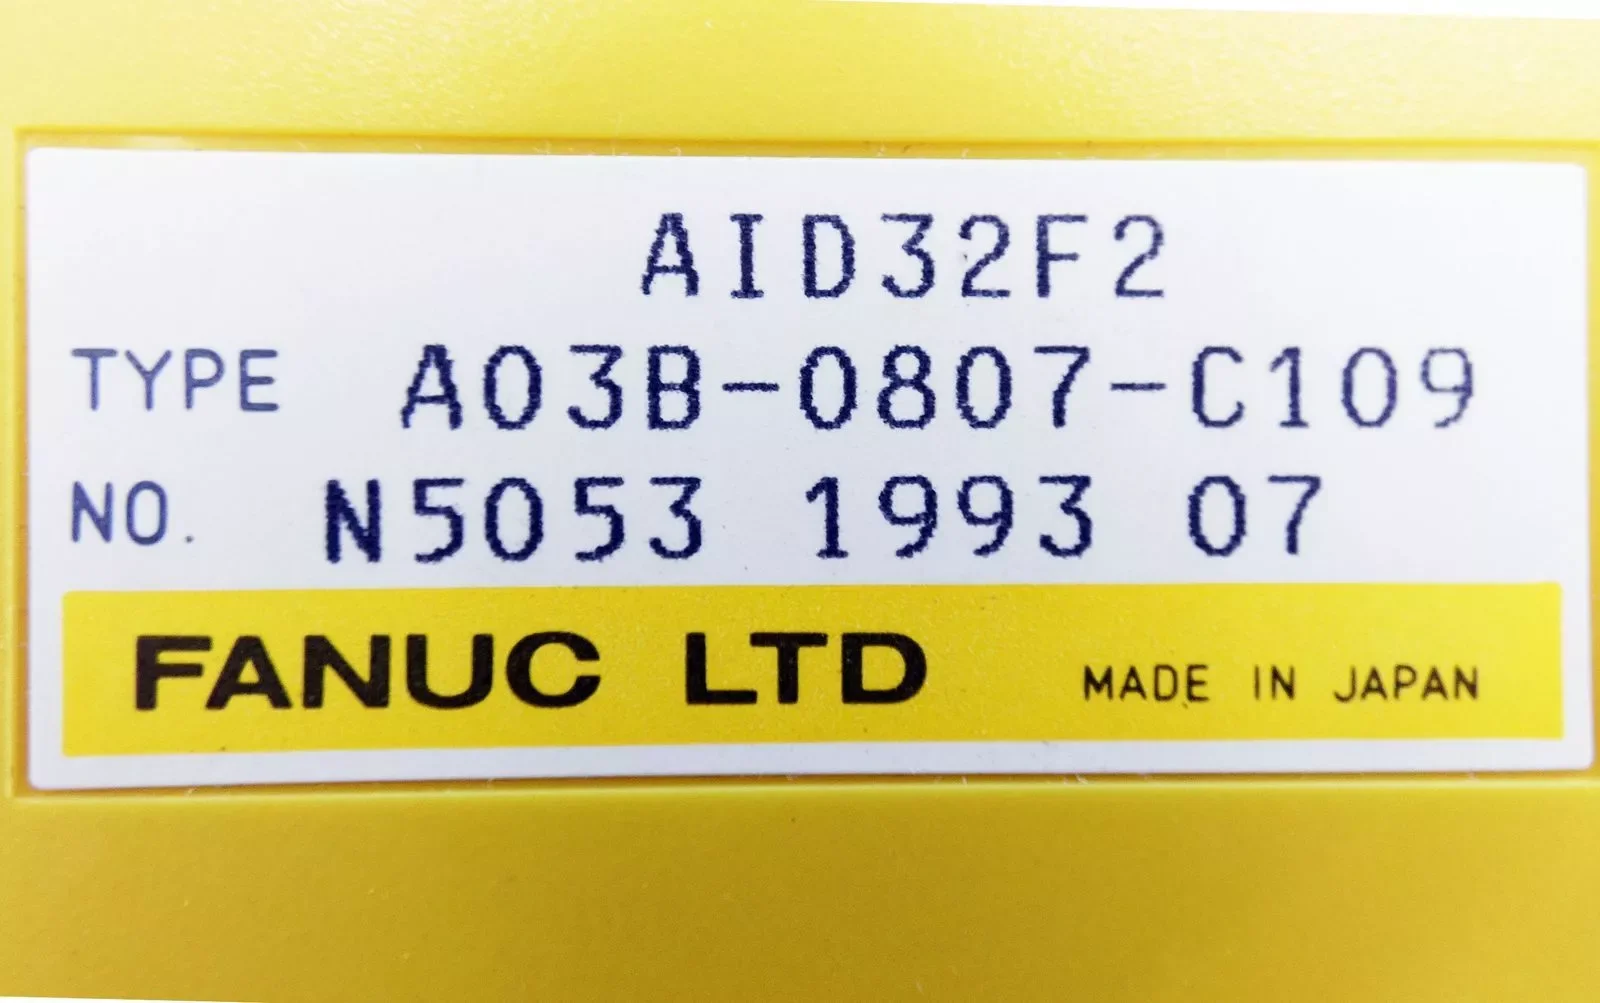 AID32F2
TYPE A03B-0807-C109
NO. N5053 1993 07
FANUC LTD MADE IN JAPAN